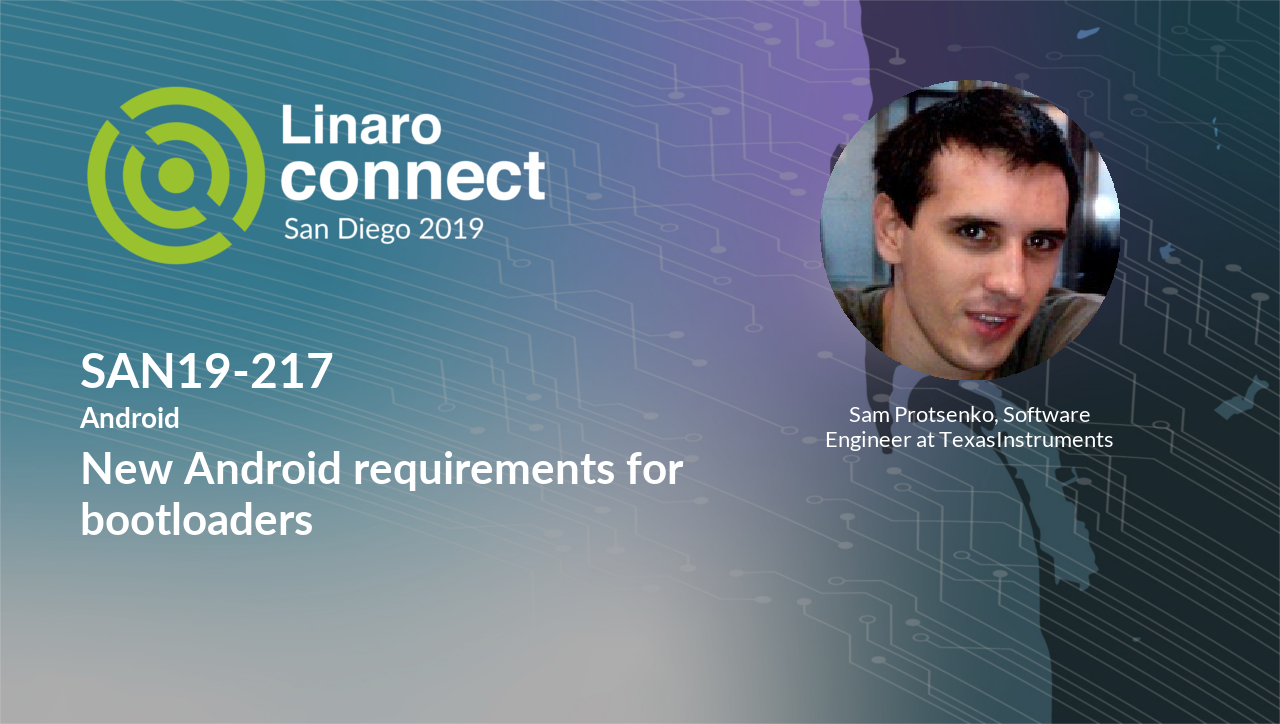 Linaro
connect
San Diego 2019
SAN19-217
Android
New Android requirements for
bootloaders
Sam Protsenko, Software
Engineer at TexasInstruments